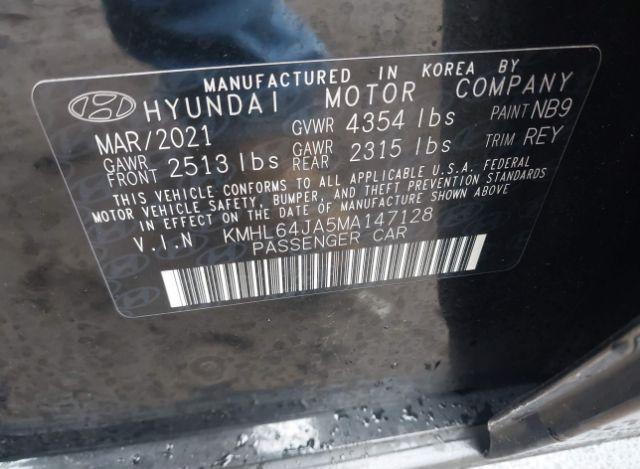 MANUFACTURED IN KOREA BY
HYUNDAI MOTOR COMPANY
MAR/2021 GVWR 4354 lbs PAINT NB9
GAWR FRONT 2513 lbs GAWR REAR 2315 lbs TRIM REY
THIS VEHICLE CONFORMS TO ALL APPLICABLE U.S.A. FEDERAL
MOTOR VEHICLE SAFETY, BUMPER, AND THEFT PREVENTION STANDARDS
IN EFFECT ON THE DATE OF MANUFACTURE SHOWN ABOVE
V.I.N KMHL64JA5MA147128
PASSENGER CAR